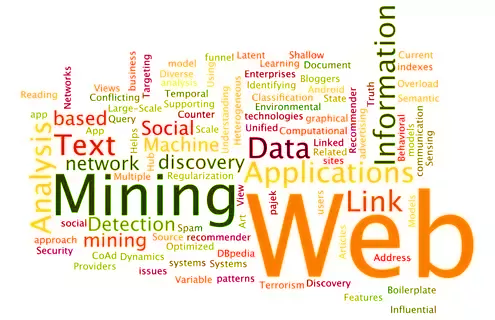 Information
Current
indexes
Overload
Semantic
Truth
Behavioral
models
communication
Sensing
Recommender
advertising
Latent
Shallow
Learning
Document
Enterprises
Bloggers
Identifying
Android
Classification
State
Environmental
technologies
graphical
Unified
Computational
funnel
Using
business
Targeting
model
Diverse
analysis
Temporal
Supporting
Networks
Views
Conflicting
Large-Scale
Query
Reading
app
based
App
Counter
Understanding
heterogeneous
Social
Scale
Text
Helps
Machine
Data
Linked
Related
sites
Analysis
network
hub
discovery
Applications
Multiple
Regularization
Mining
View
Art
pajek
Web
users
Link
Articles
Models
social
Detection
Spam
approach
mining
Source
recommender
Optimized
Security
CoAd
Dynamics
DBpedia
Address
Providers
issues
systems
Systems
Variable
patterns
Terrorism
Discovery
Features
Boilerplate
Influential